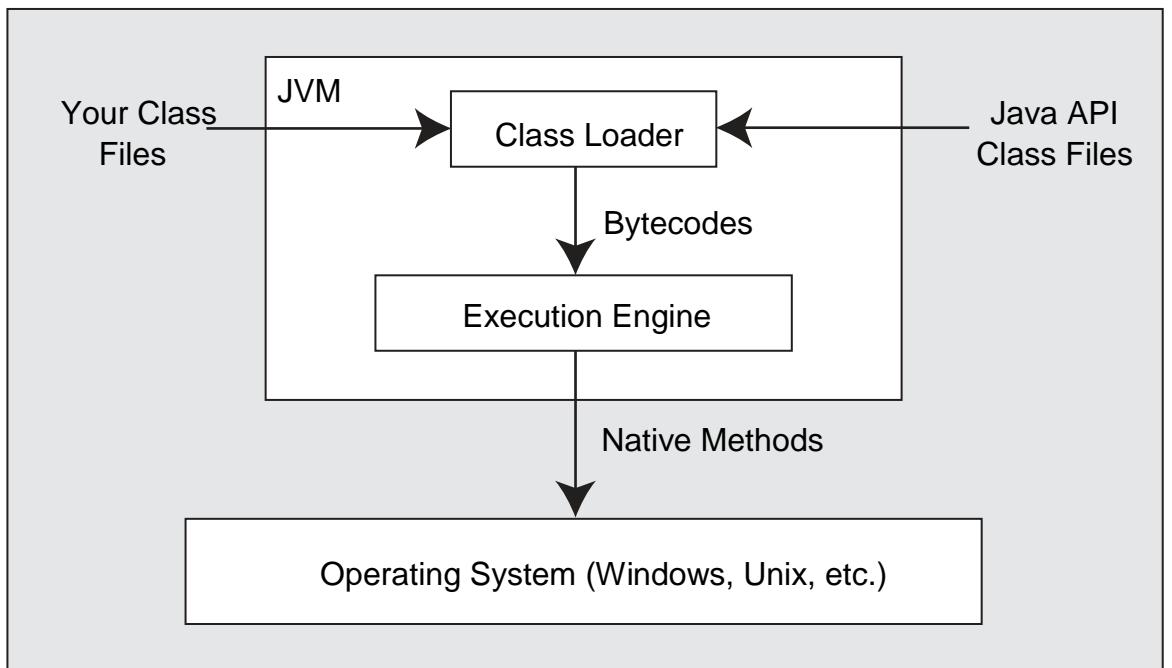 JVM
Your Class
Files
Class Loader
Java API
Class Files
Bytecodes
Execution Engine
Native Methods
Operating System (Windows, Unix, etc.)